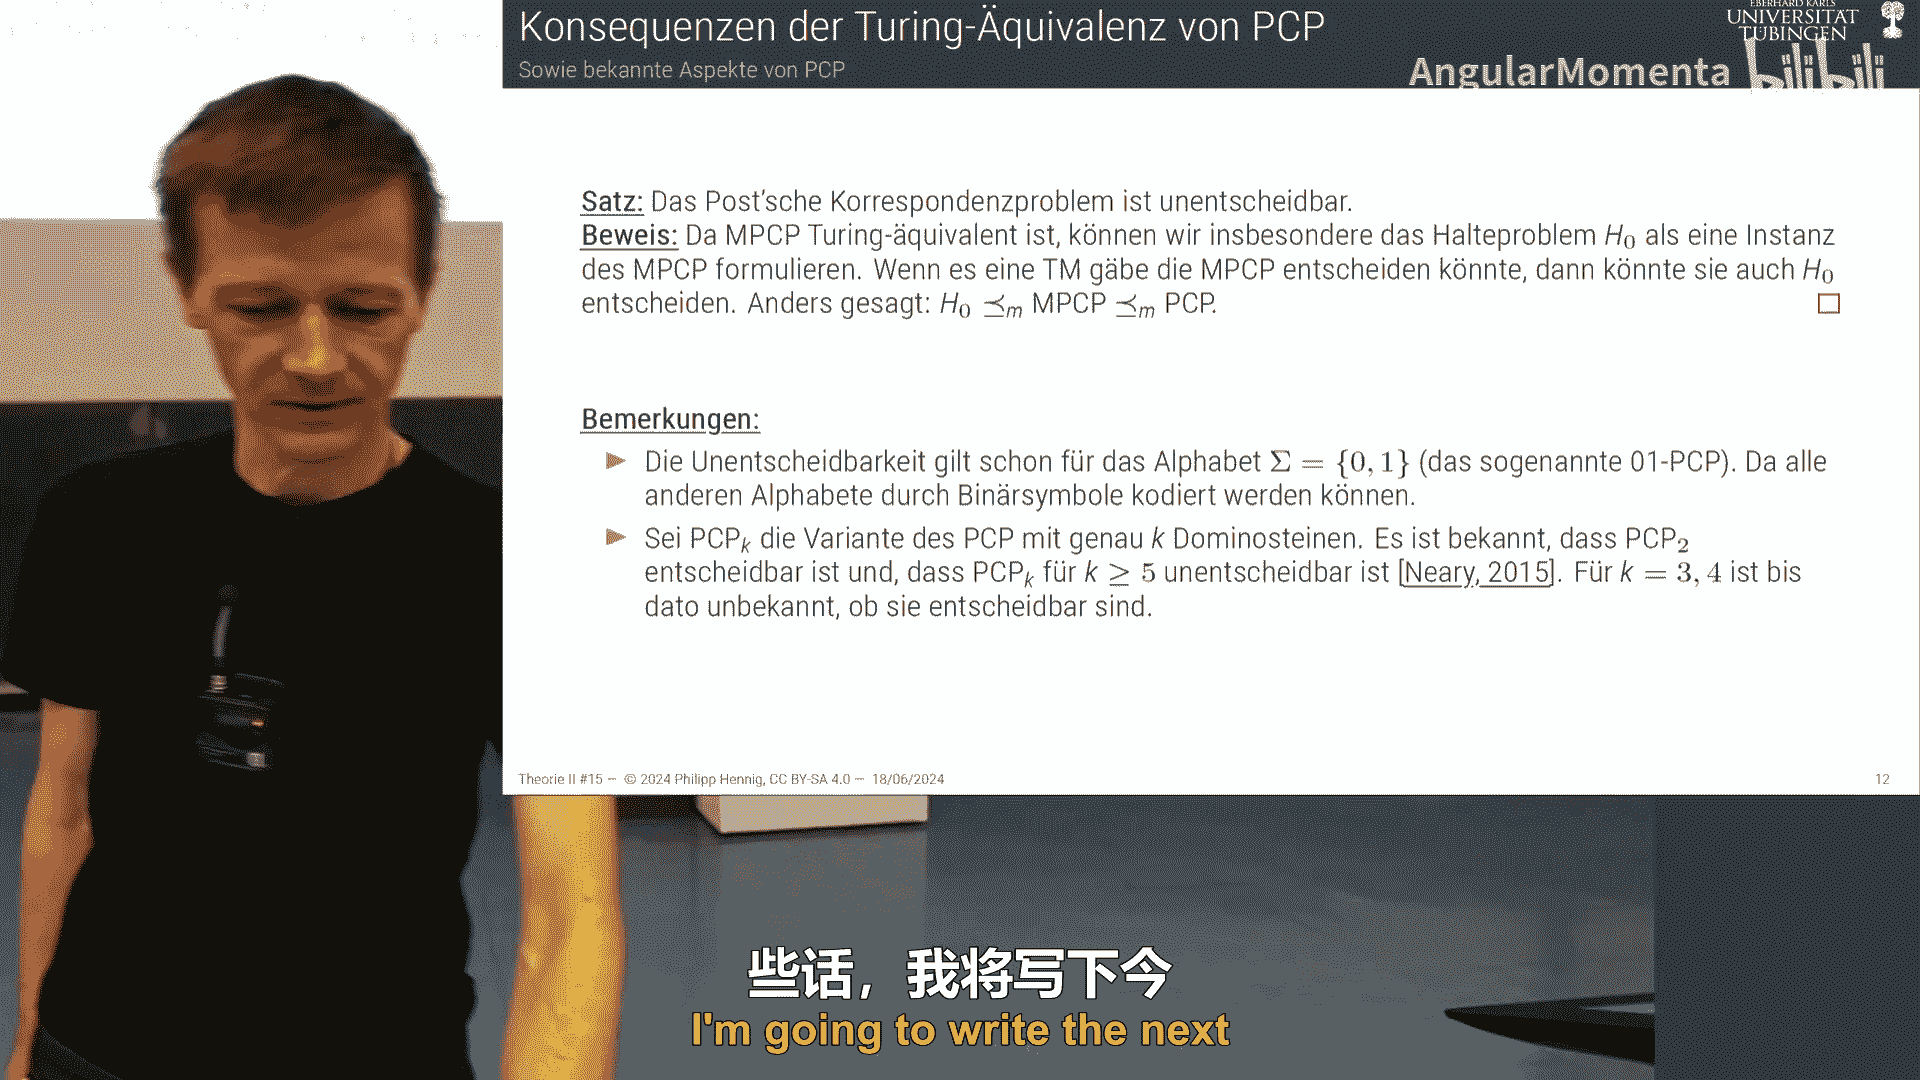 Konsequenzen der Turing-Äquivalenz von PCP
Sowie bekannte Aspekte von PCP
EBERHARD KARLS
UNIVERSITÄT
TÜBINGEN
AngularMomenta
bilibili
Satz: Das Post'sche Korrespondenzproblem ist unentscheidbar.
Beweis: Da MPCP Turing-äquivalent ist, können wir insbesondere das Halteproblem H₀ als eine Instanz
des MPCP formulieren. Wenn es eine TM gäbe die MPCP entscheiden könnte, dann könnte sie auch H₀
entscheiden. Anders gesagt: H₀ ⪯ₘ MPCP ⪯ₘ PCP. □
Bemerkungen:
▶ Die Unentscheidbarkeit gilt schon für das Alphabet Σ = {0, 1} (das sogenannte 01-PCP). Da alle
anderen Alphabete durch Binärsymbole kodiert werden können.
▶ Sei PCPₖ die Variante des PCP mit genau k Dominosteinen. Es ist bekannt, dass PCP₂
entscheidbar ist und, dass PCPₖ für k ≥ 5 unentscheidbar ist [Neary, 2015]. Für k = 3, 4 ist bis
dato unbekannt, ob sie entscheidbar sind.
Theorie II #15 — © 2024 Philipp Hennig, CC BY-SA 4.0 — 18/06/2024
12
些话，我将写下今
I'm going to write the next